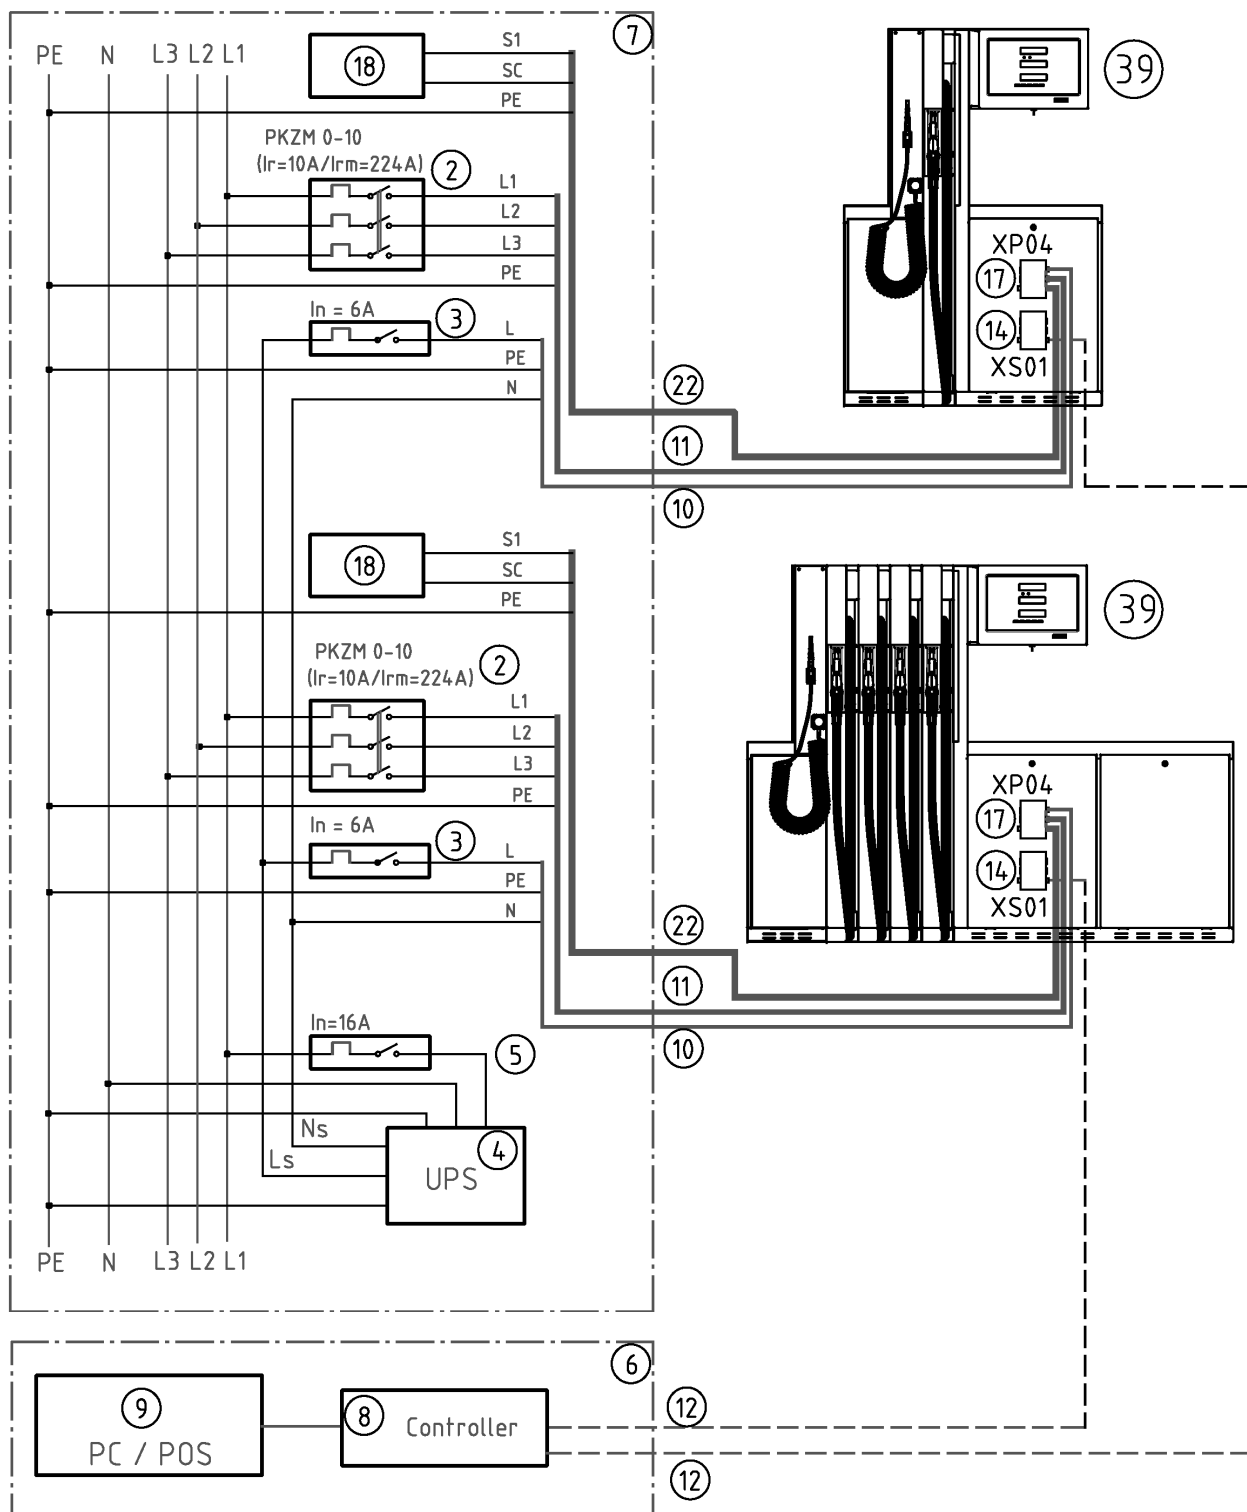 7
PE N L3 L2 L1
18
S1
SC
PE
39
PKZM 0-10
(Ir=10A/Irm=224A)
2
L1
L2
L3
PE
XP04
17
14
XS01
In = 6A
3
L
PE
N
22
11
10
18
S1
SC
PE
39
PKZM 0-10
(Ir=10A/Irm=224A)
2
L1
L2
L3
PE
XP04
17
14
XS01
In = 6A
3
L
PE
N
22
11
10
In=16A
5
Ns
Ls
4
UPS
PE N L3 L2 L1
6
9
PC / POS
8 Controller
12
12